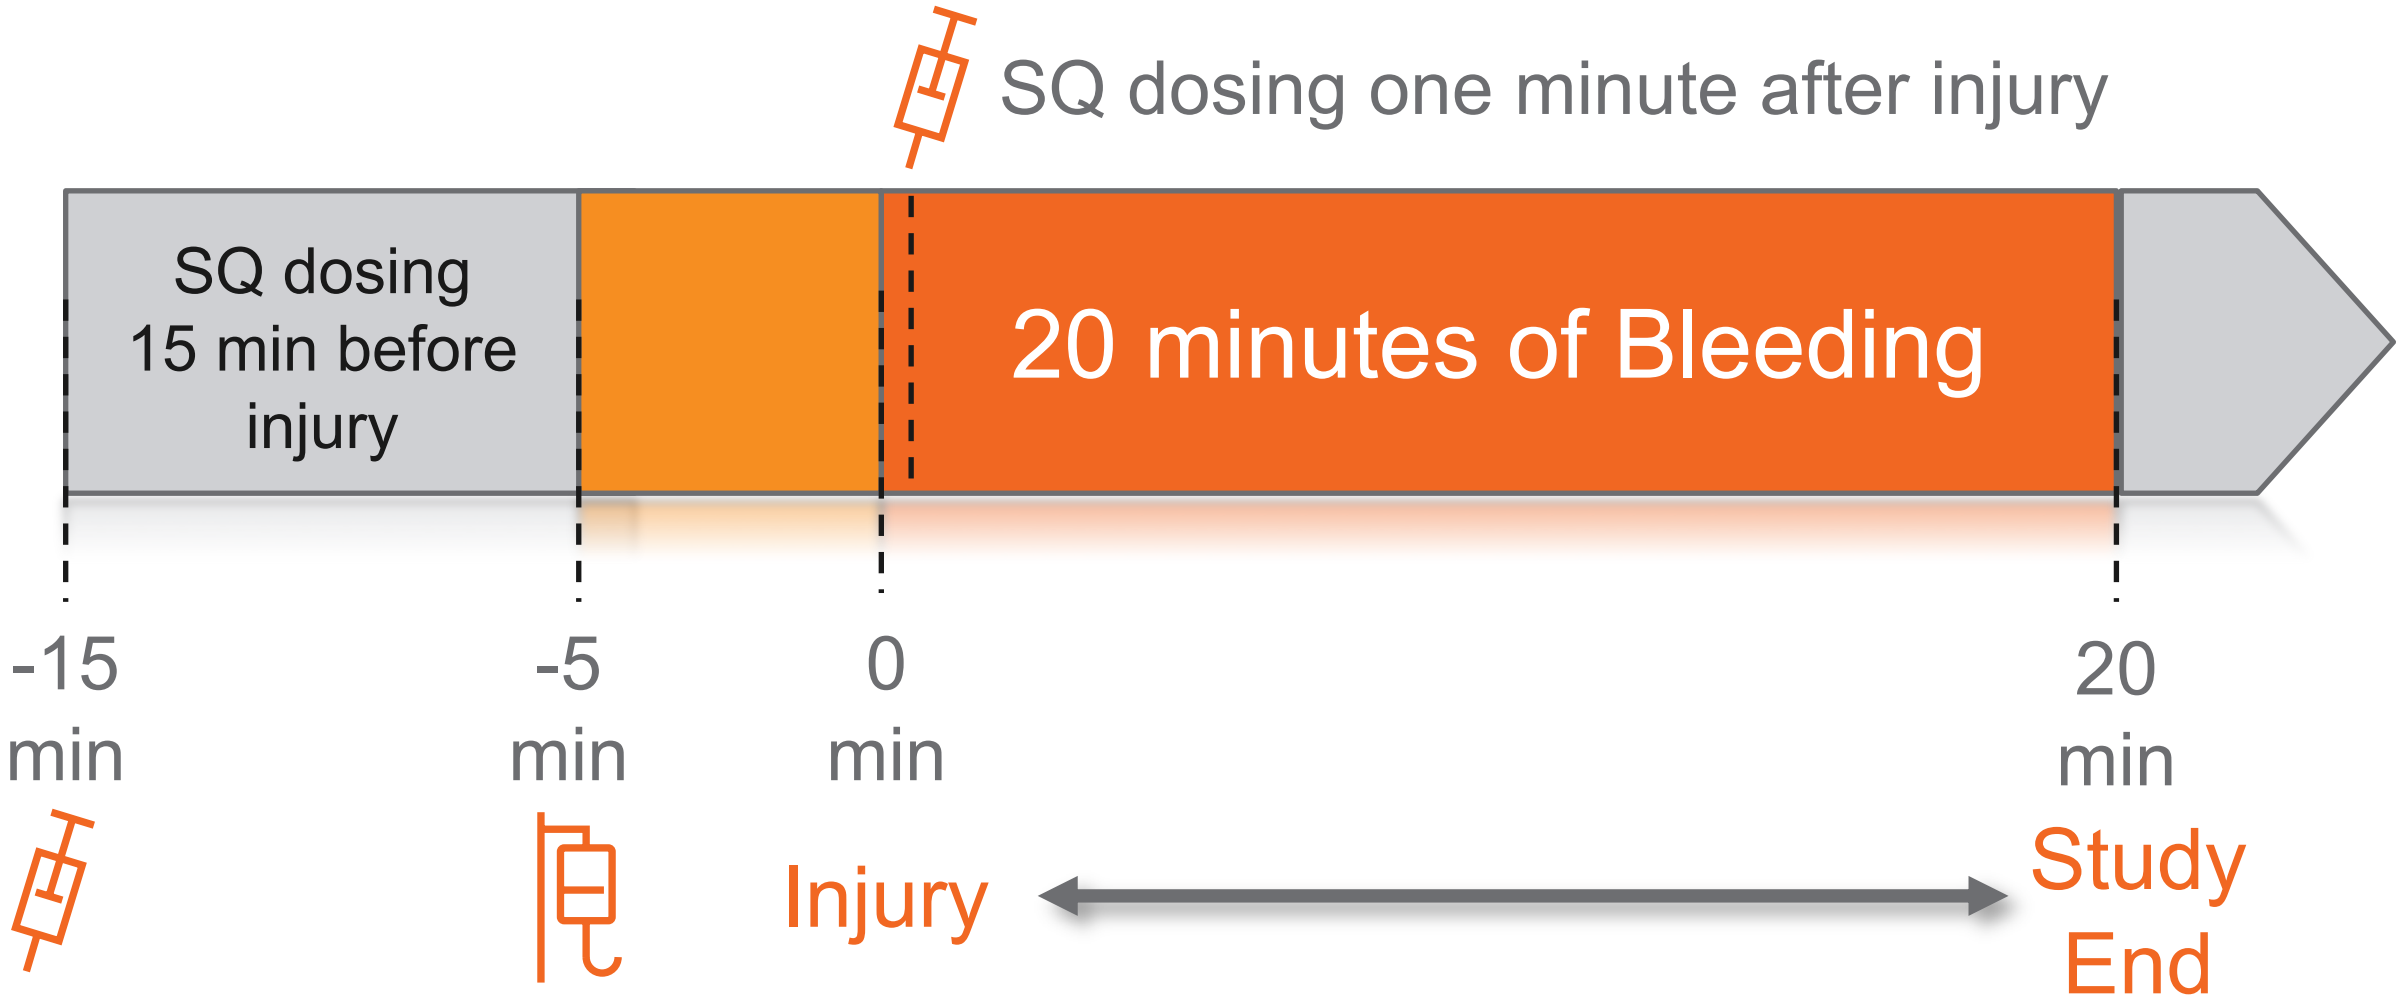 SQ dosing one minute after injury
SQ dosing
15 min before
injury
20 minutes of Bleeding
-15
min
-5
min
0
min
20
min
Injury
Study
End